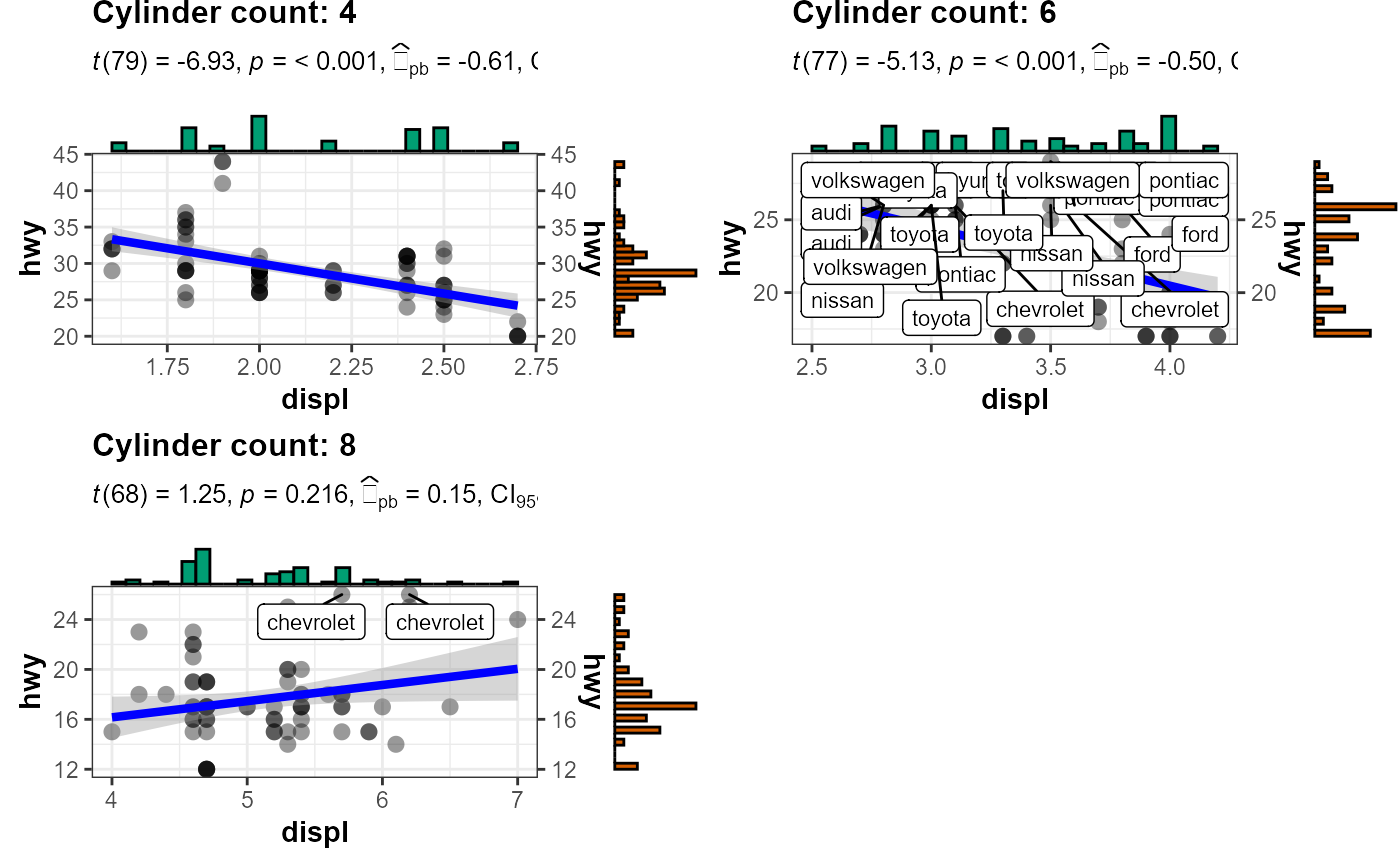 Cylinder count: 4
t(79) = -6.93, p = < 0.001, pb = -0.61,
45
40
35
30
25
20
hwy
45
40
35
30
25
20
hwy
1.75 2.00 2.25 2.50 2.75
displ
Cylinder count: 6
t(77) = -5.13, p = < 0.001, pb = -0.50,
25
20
hwy
volkswagen
volkswagen
pontiac
pontiac
pontiac
audi
toyota
toyota
ford
audi
nissan
ford
volkswagen
pontiac
nissan
nissan
chevrolet
chevrolet
toyota
25
20
hwy
2.5 3.0 3.5 4.0
displ
Cylinder count: 8
t(68) = 1.25, p = 0.216, pb = 0.15, CI95
24
20
16
12
hwy
chevrolet chevrolet
24
20
16
12
hwy
4 5 6 7
displ